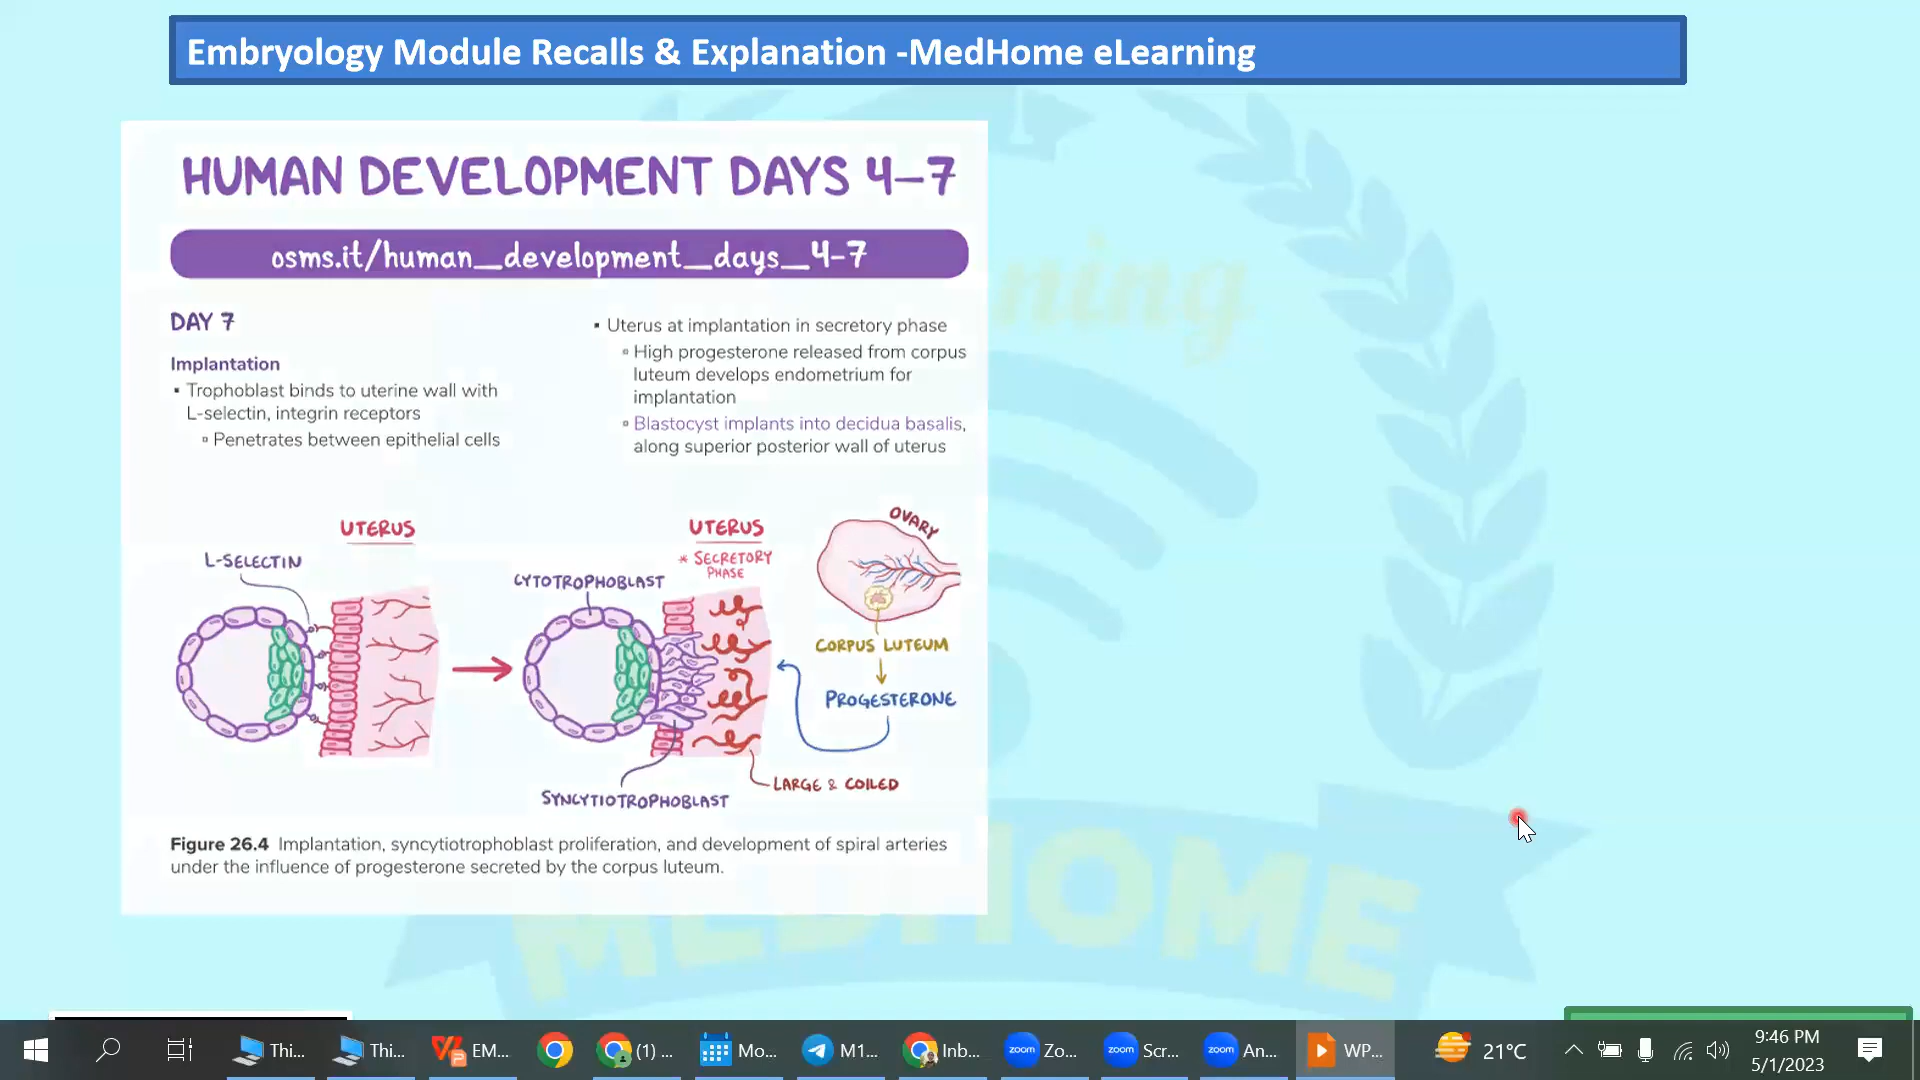 Embryology Module Recalls & Explanation -MedHome eLearning
HUMAN DEVELOPMENT DAYS 4–7
osms.it/human_development_days_4-7
DAY 7
Implantation
▪ Trophoblast binds to uterine wall with
L-selectin, integrin receptors
▫ Penetrates between epithelial cells
▪ Uterus at implantation in secretory phase
▫ High progesterone released from corpus
luteum develops endometrium for
implantation
▫ Blastocyst implants into decidua basalis,
along superior posterior wall of uterus
UTERUS
L-SELECTIN
UTERUS
* SECRETORY
PHASE
CYTOTROPHOBLAST
OVARY
CORPUS LUTEUM
PROGESTERONE
LARGE & COILED
SYNCYTIOTROPHOBLAST
Figure 26.4 Implantation, syncytiotrophoblast proliferation, and development of spiral arteries
under the influence of progesterone secreted by the corpus luteum.
ning
MEDHOME
Thi...
Thi...
EM...
(1) ...
Mo...
M1...
Inb...
zoom
Zo...
zoom
Scr...
zoom
An...
WP...
21°C
9:46 PM
5/1/2023